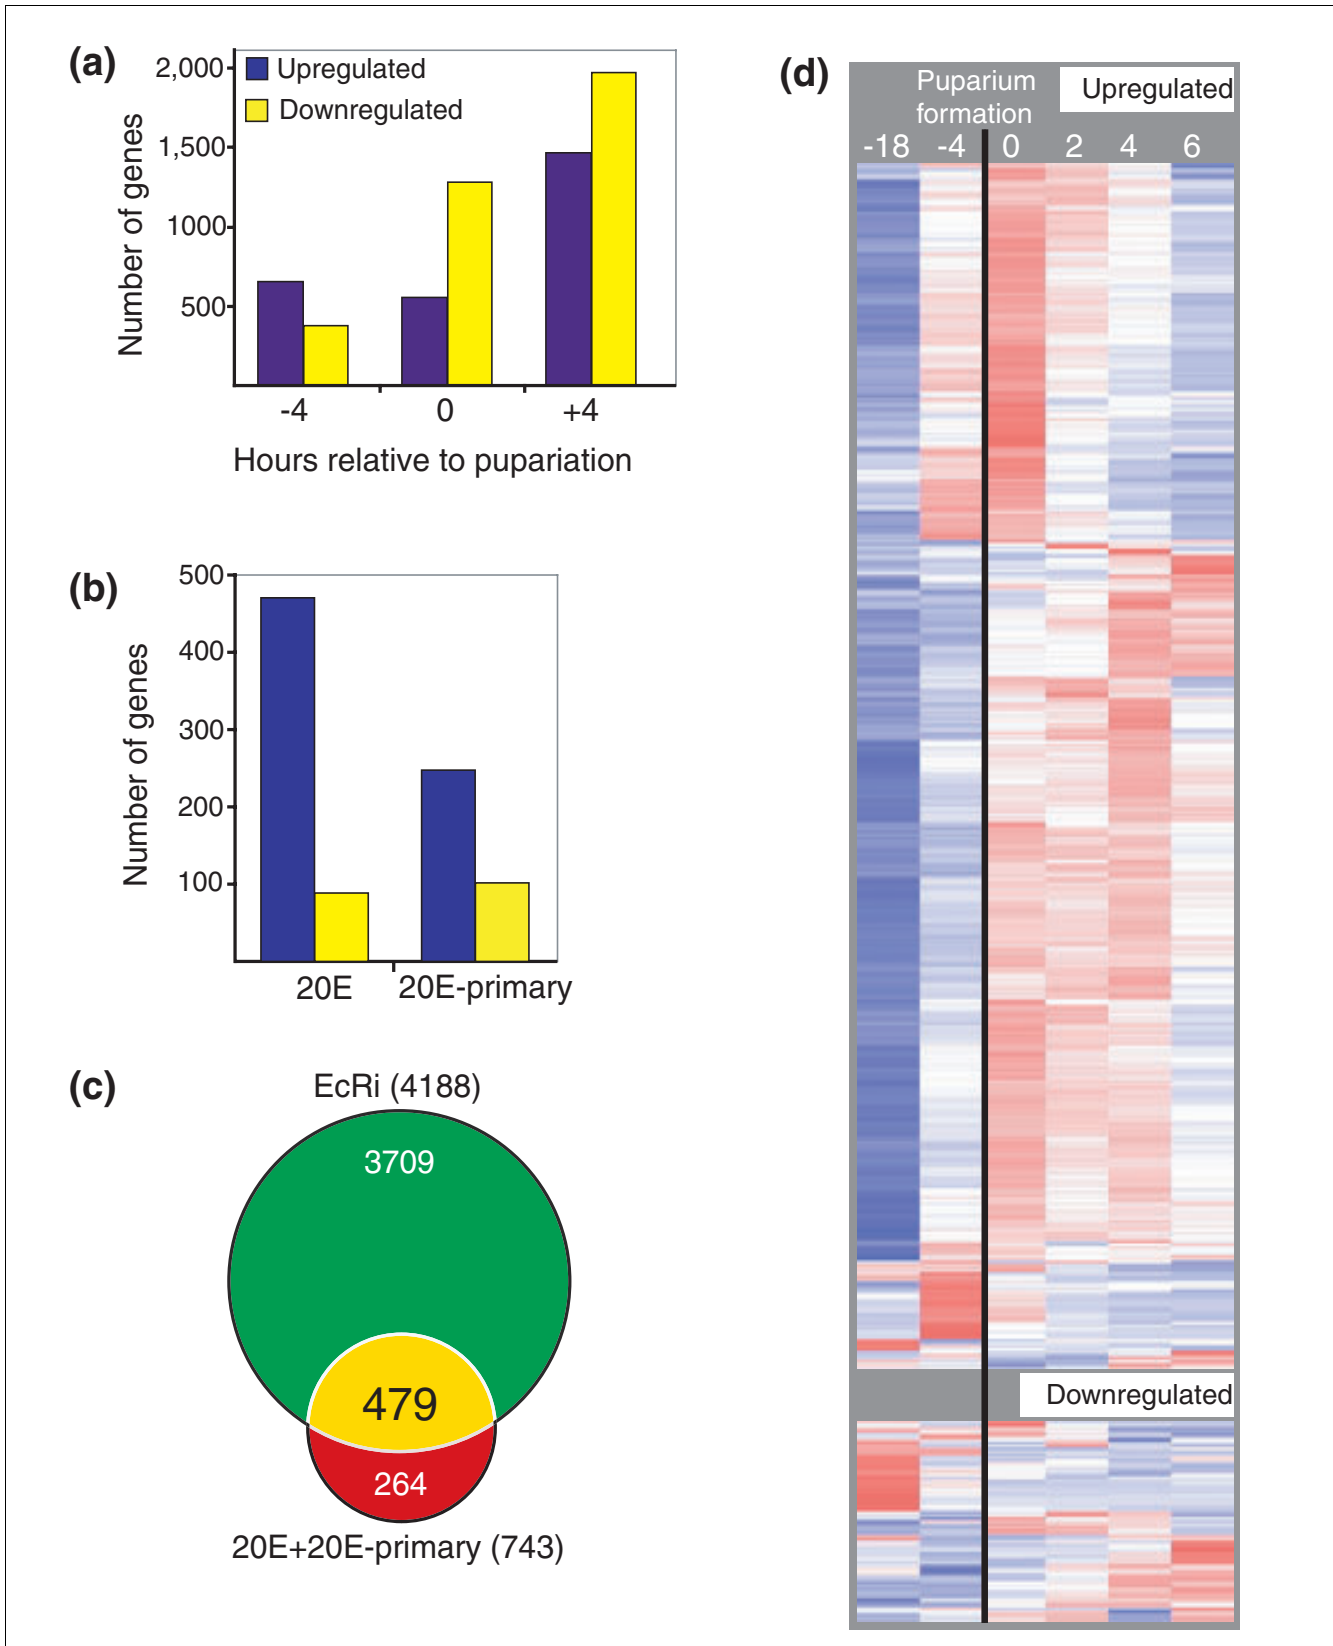 (a)
2,000
1,500
1000
500
Number of genes
Upregulated
Downregulated
-4 0 +4
Hours relative to pupariation
(b)
500
400
300
200
100
Number of genes
20E 20E-primary
(c)
EcRi (4188)
3709
479
264
20E+20E-primary (743)
(d)
Puparium
formation
Upregulated
-18 -4 0 2 4 6
Downregulated